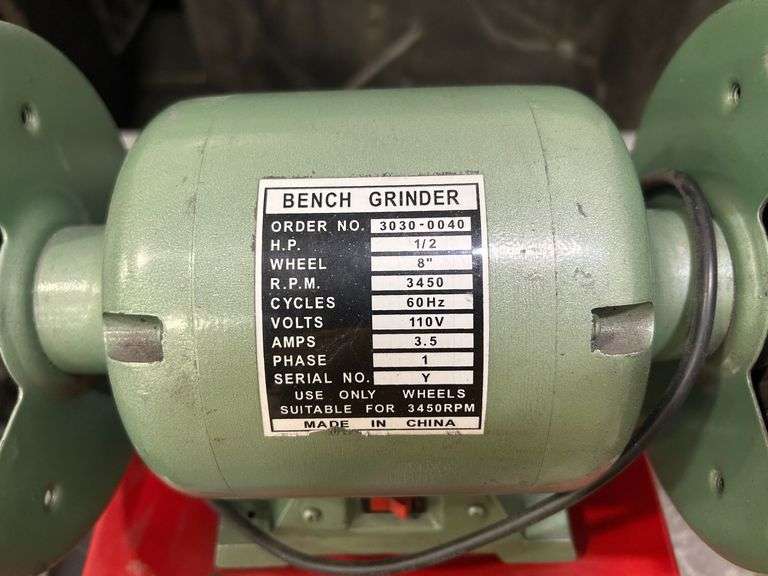 BENCH GRINDER
ORDER NO. 3030-0040
H.P. 1/2
WHEEL 8"
R.P.M. 3450
CYCLES 60Hz
VOLTS 110V
AMPS 3.5
PHASE 1
SERIAL NO. Y
USE ONLY WHEELS
SUITABLE FOR 3450RPM
MADE IN CHINA